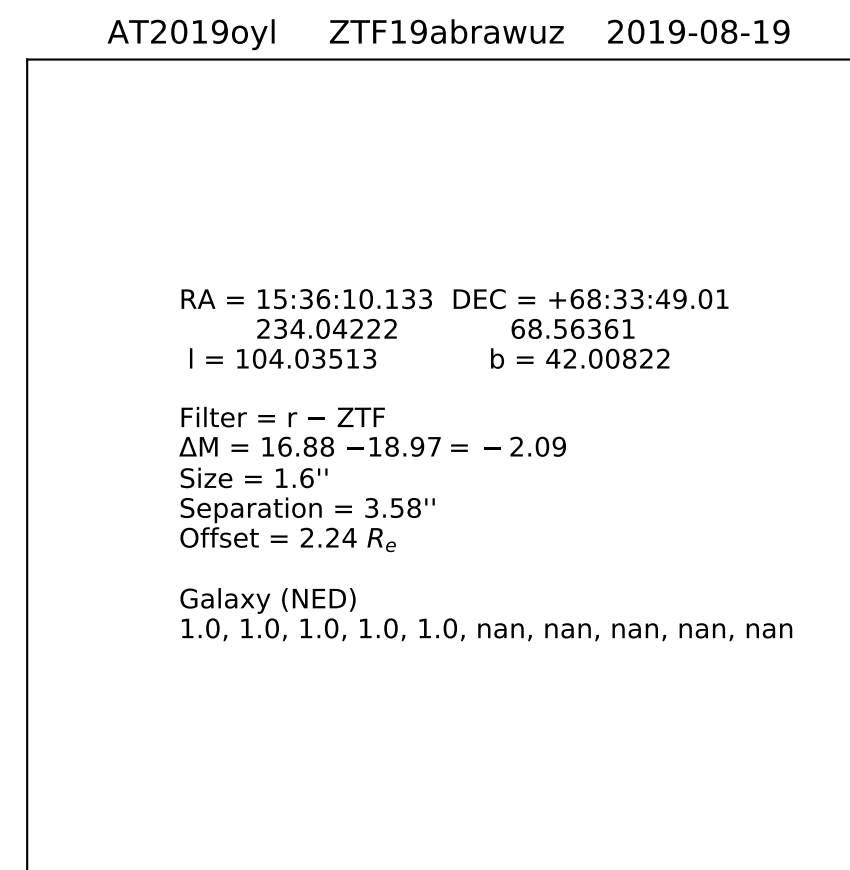 AT2019oyl ZTF19abrawuz 2019-08-19
RA = 15:36:10.133 DEC = +68:33:49.01
234.04222 68.56361
l = 104.03513 b = 42.00822
Filter = r − ZTF
ΔM = 16.88 −18.97 = − 2.09
Size = 1.6''
Separation = 3.58''
Offset = 2.24 Re
Galaxy (NED)
1.0, 1.0, 1.0, 1.0, 1.0, nan, nan, nan, nan, nan